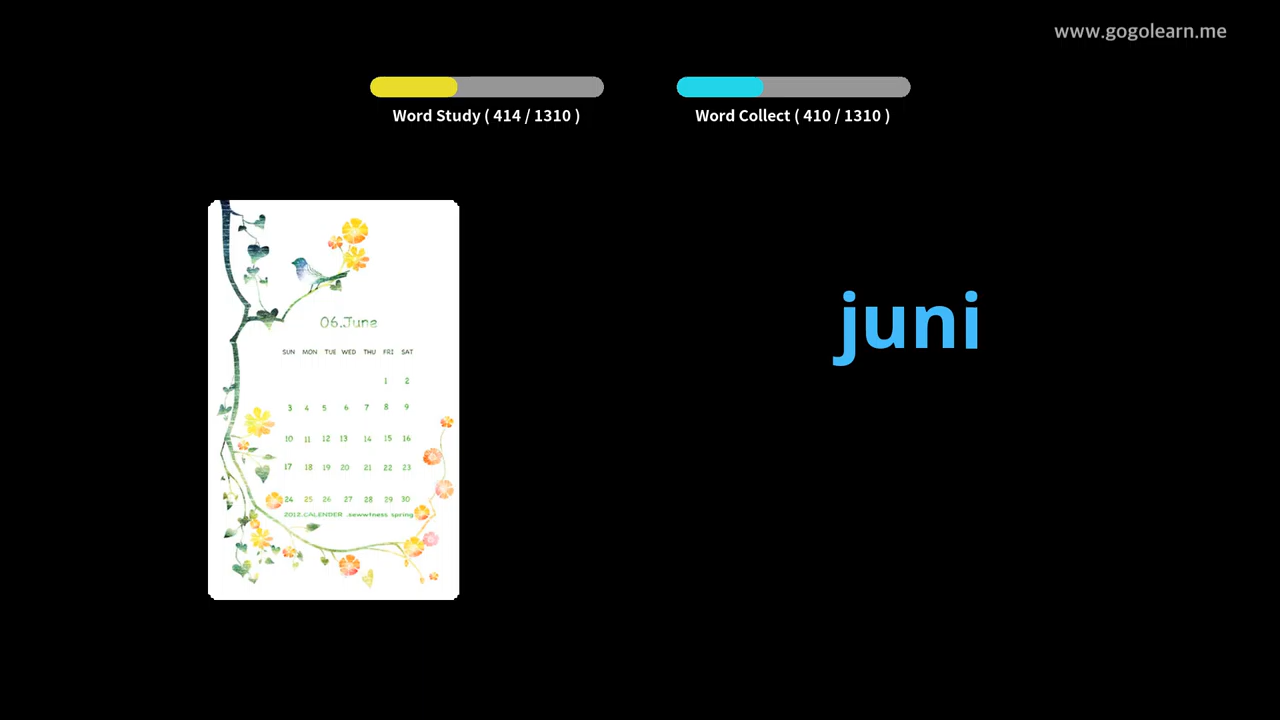 www.gogolearn.me
Word Study ( 414 / 1310 )
Word Collect ( 410 / 1310 )
06.June
SUN MON TUE WED THU FRI SAT
1 2
3 4 5 6 7 8 9
10 11 12 13 14 15 16
17 18 19 20 21 22 23
24 25 26 27 28 29 30
2012.CALENDER .sewwtness spring
juni